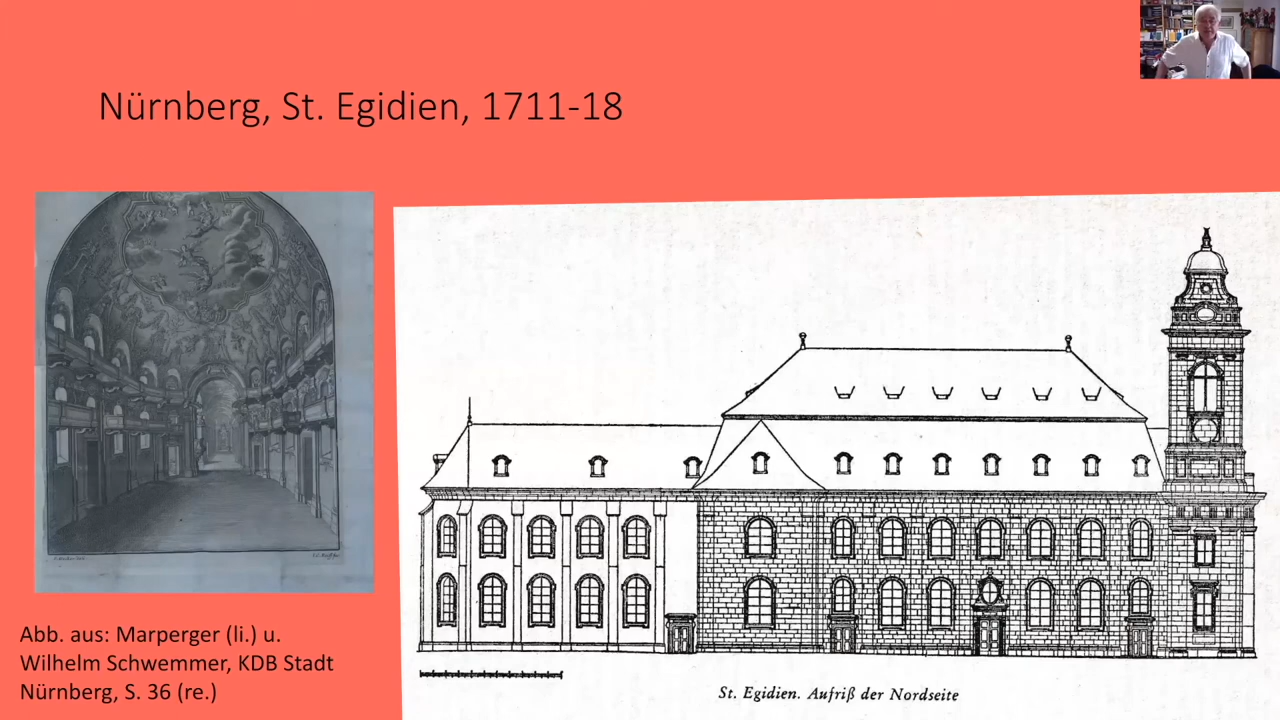 Nürnberg, St. Egidien, 1711-18
Abb. aus: Marperger (li.) u.
Wilhelm Schwemmer, KDB Stadt
Nürnberg, S. 36 (re.)
St. Egidien. Aufriß der Nordseite